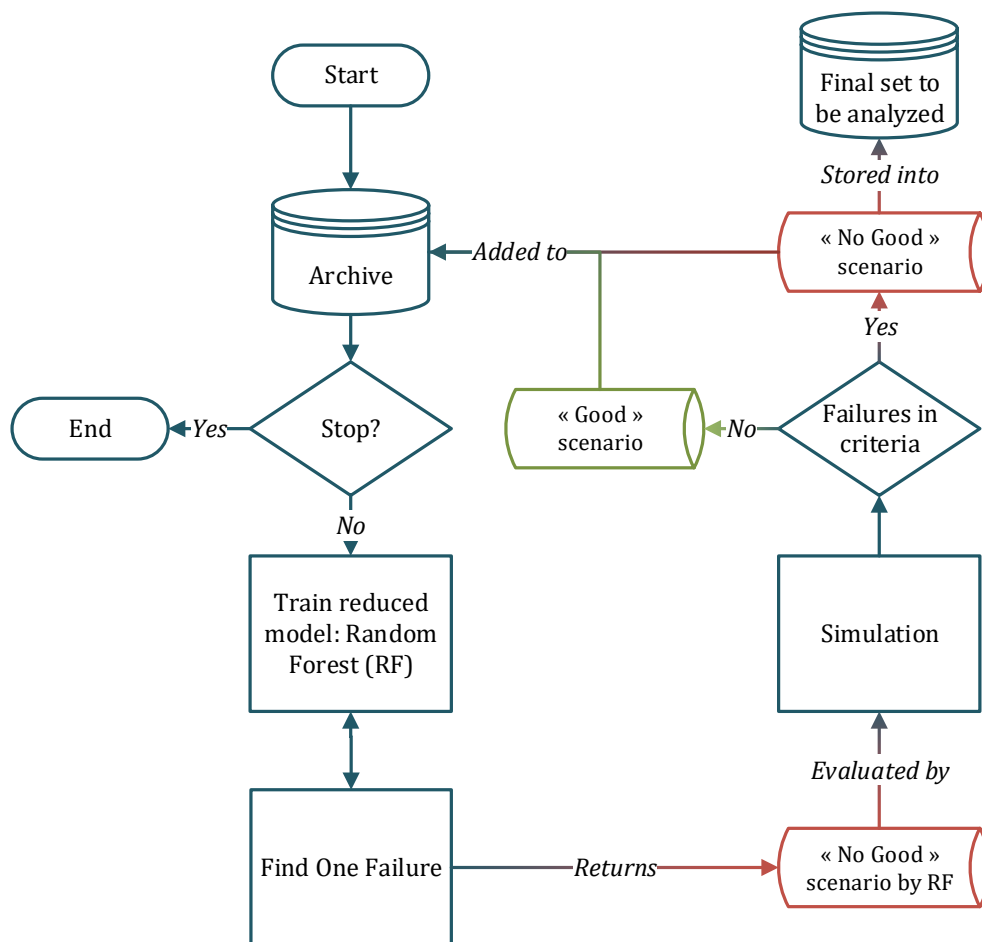 Start
Final set to
be analyzed
Stored into
« No Good »
scenario
Added to
Archive
Yes
Failures in
criteria
No
« Good »
scenario
End
Yes
Stop?
No
Train reduced
model: Random
Forest (RF)
Simulation
Evaluated by
Find One Failure
Returns
« No Good »
scenario by RF